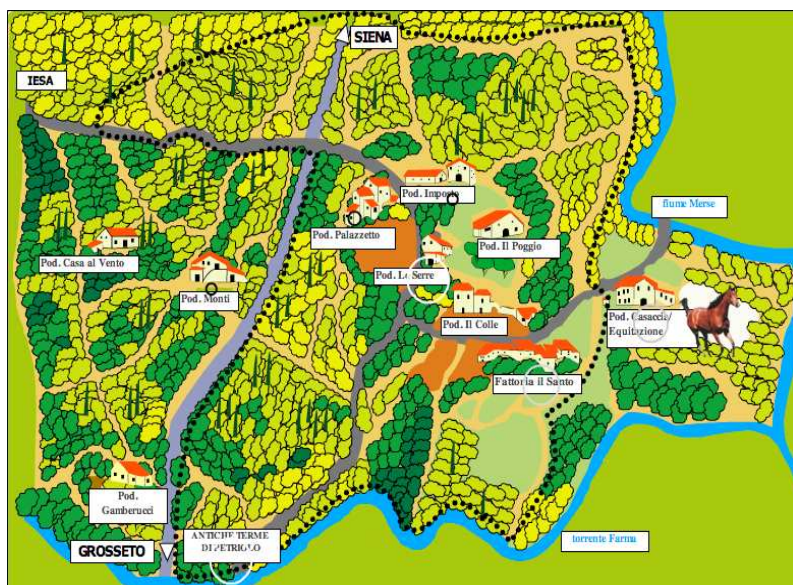 SIENA
IESA
Pod. Imposto
fiume Merse
Pod. Palazzetto
Pod. Il Poggio
Pod. Casa al Vento
Pod. Le Serre
Pod. Monti
Pod. Il Colle
Pod. Casaccia
Equitazione
Fattoria il Santo
Pod.
Gamberucci
ANTICHE TERME
DI PETRIOLO
GROSSETO
torrente Farma